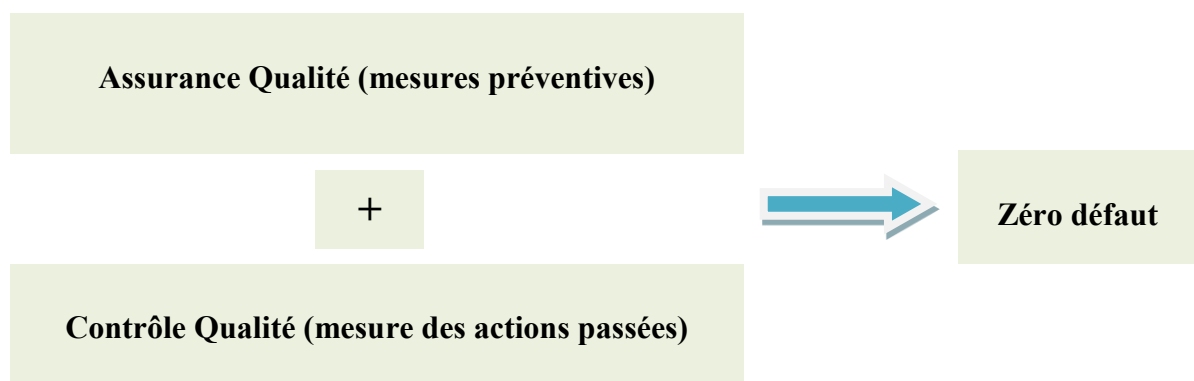 Assurance Qualité (mesures préventives)
+
Zéro défaut
Contrôle Qualité (mesure des actions passées)